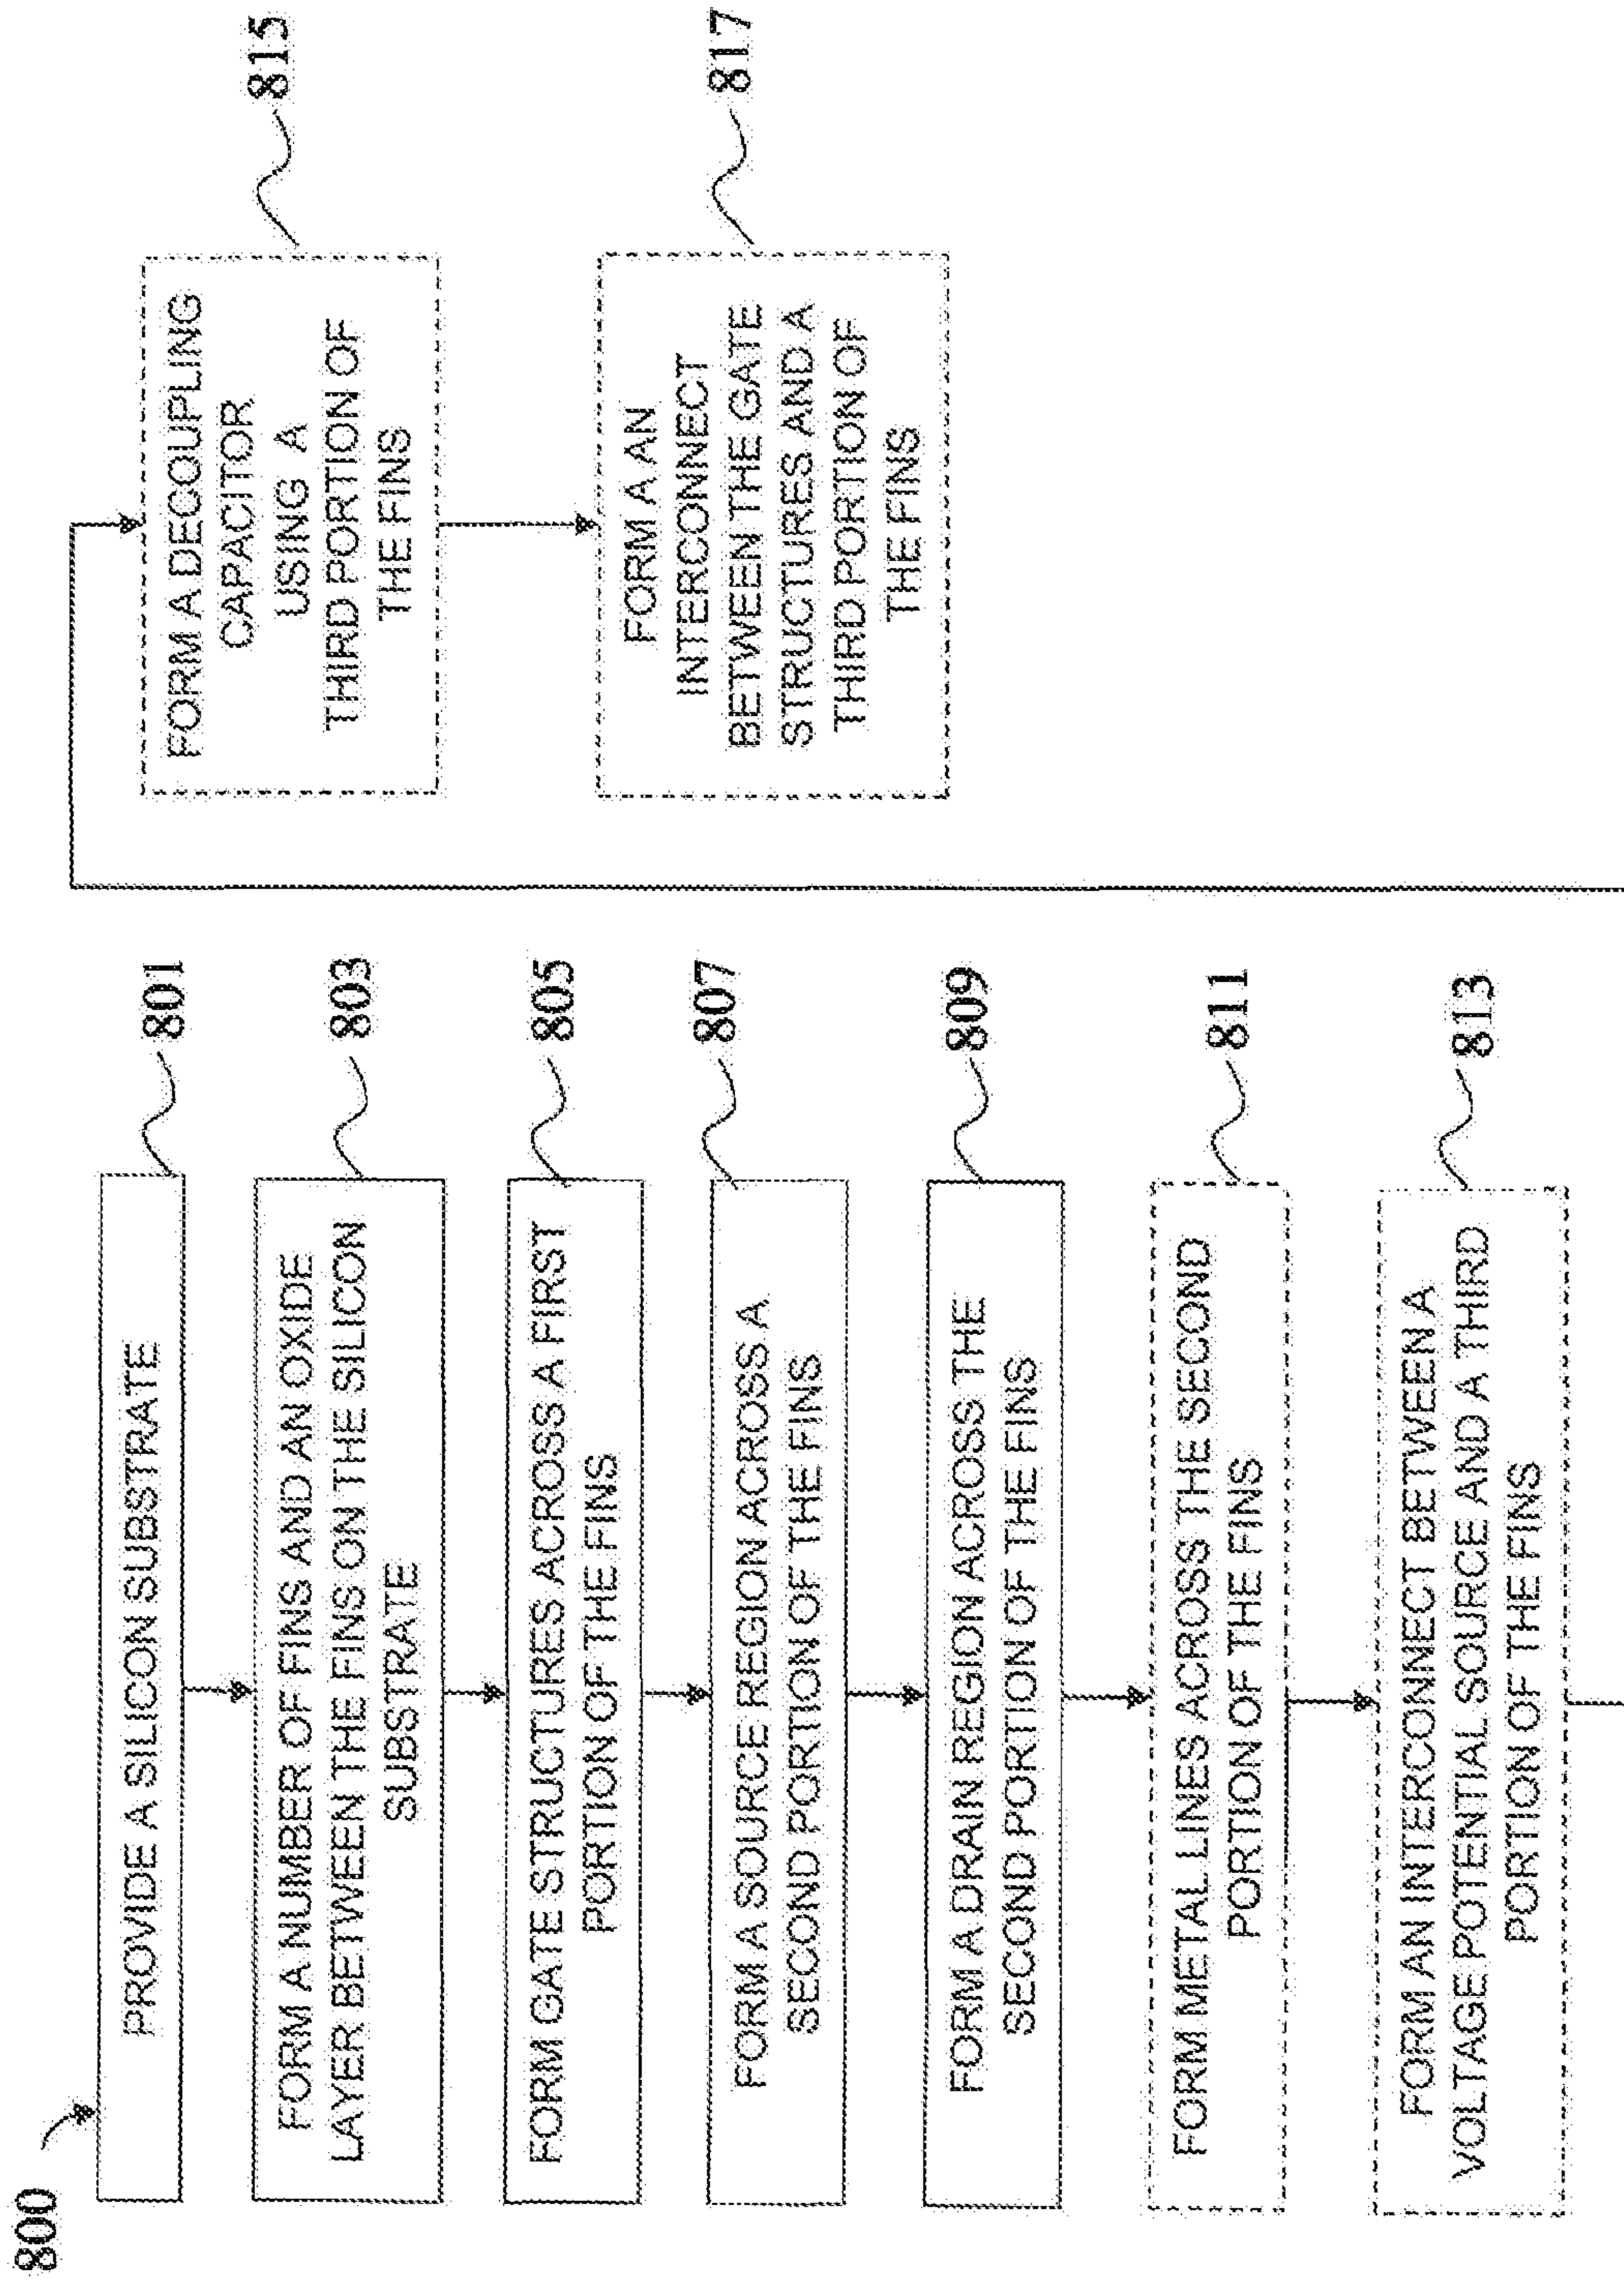 800
PROVIDE A SILICON SUBSTRATE
801
FORM A NUMBER OF FINS AND AN OXIDE
LAYER BETWEEN THE FINS ON THE SILICON
SUBSTRATE
803
FORM GATE STRUCTURES ACROSS A FIRST
PORTION OF THE FINS
805
FORM A SOURCE REGION ACROSS A
SECOND PORTION OF THE FINS
807
FORM A DRAIN REGION ACROSS THE
SECOND PORTION OF THE FINS
809
FORM METAL LINES ACROSS THE SECOND
PORTION OF THE FINS
811
FORM AN INTERCONNECT BETWEEN A
VOLTAGE POTENTIAL SOURCE AND A THIRD
PORTION OF THE FINS
813
FORM A DECOUPLING
CAPACITOR
USING A
THIRD PORTION OF
THE FINS
815
FORM A AN
INTERCONNECT
BETWEEN THE GATE
STRUCTURES AND A
THIRD PORTION OF
THE FINS
817